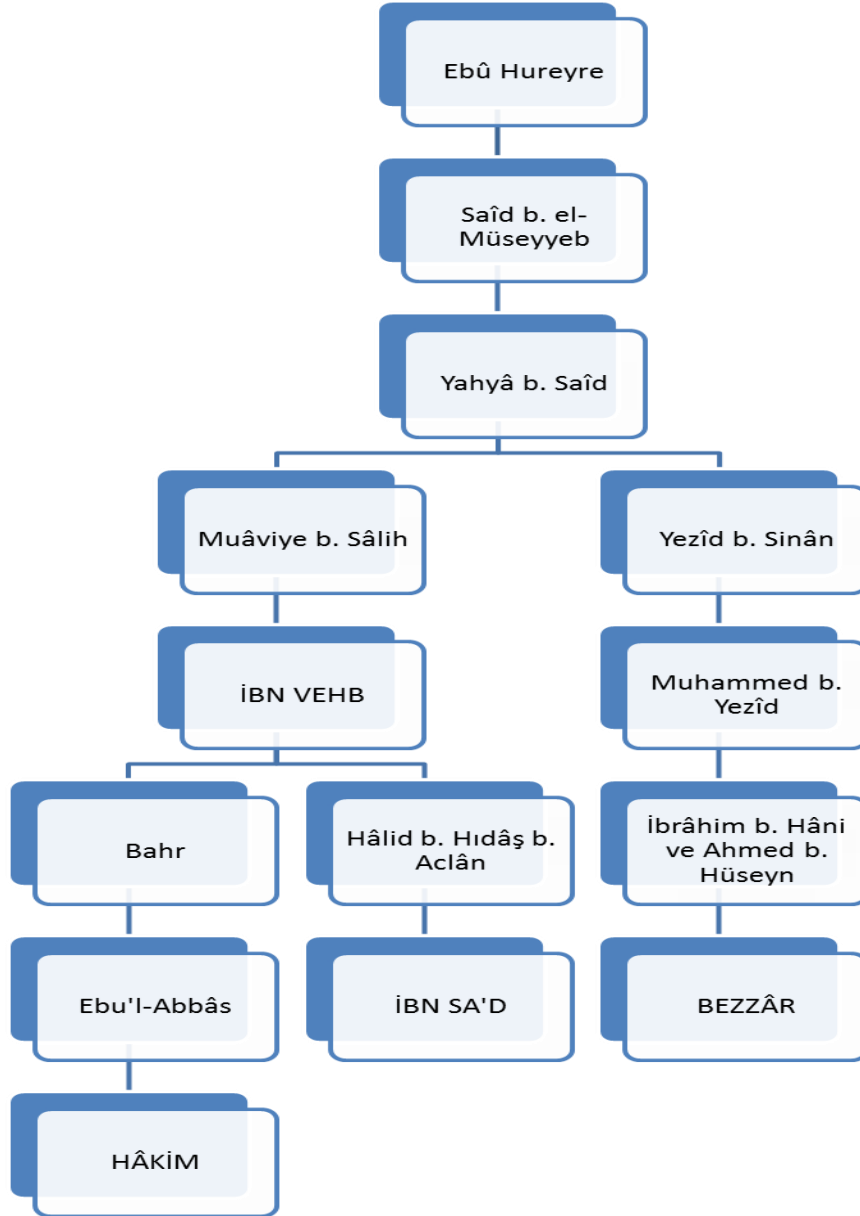 Ebû Hureyre
Saîd b. el-
Müseyyeb
Yahyâ b. Saîd
Muâviye b. Sâlih
Yezîd b. Sinân
İBN VEHB
Muhammed b.
Yezîd
Bahr
Hâlid b. Hıdâş b.
Aclân
İbrâhim b. Hâni
ve Ahmed b.
Hüseyn
Ebu'l-Abbâs
İBN SA'D
BEZZÂR
HÂKİM